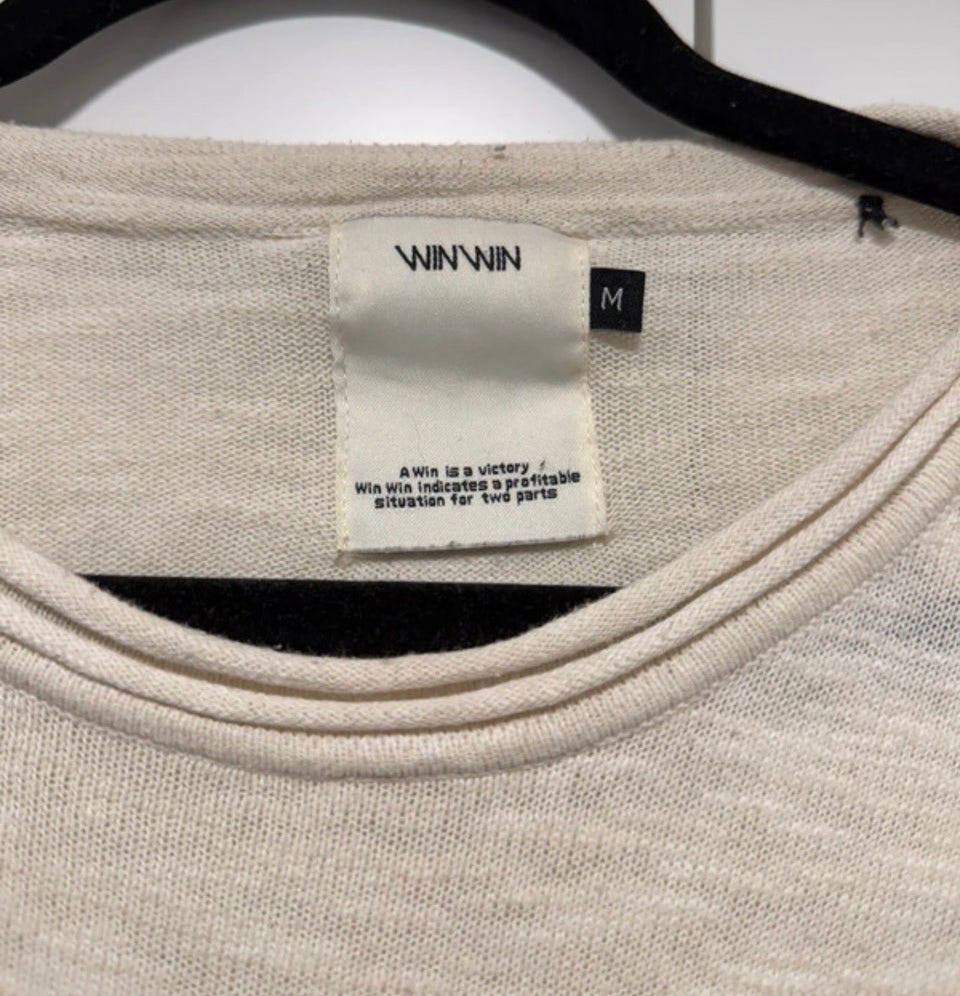 WINWIN
M
A Win is a victory
Win Win indicates a profitable
situation for two parts